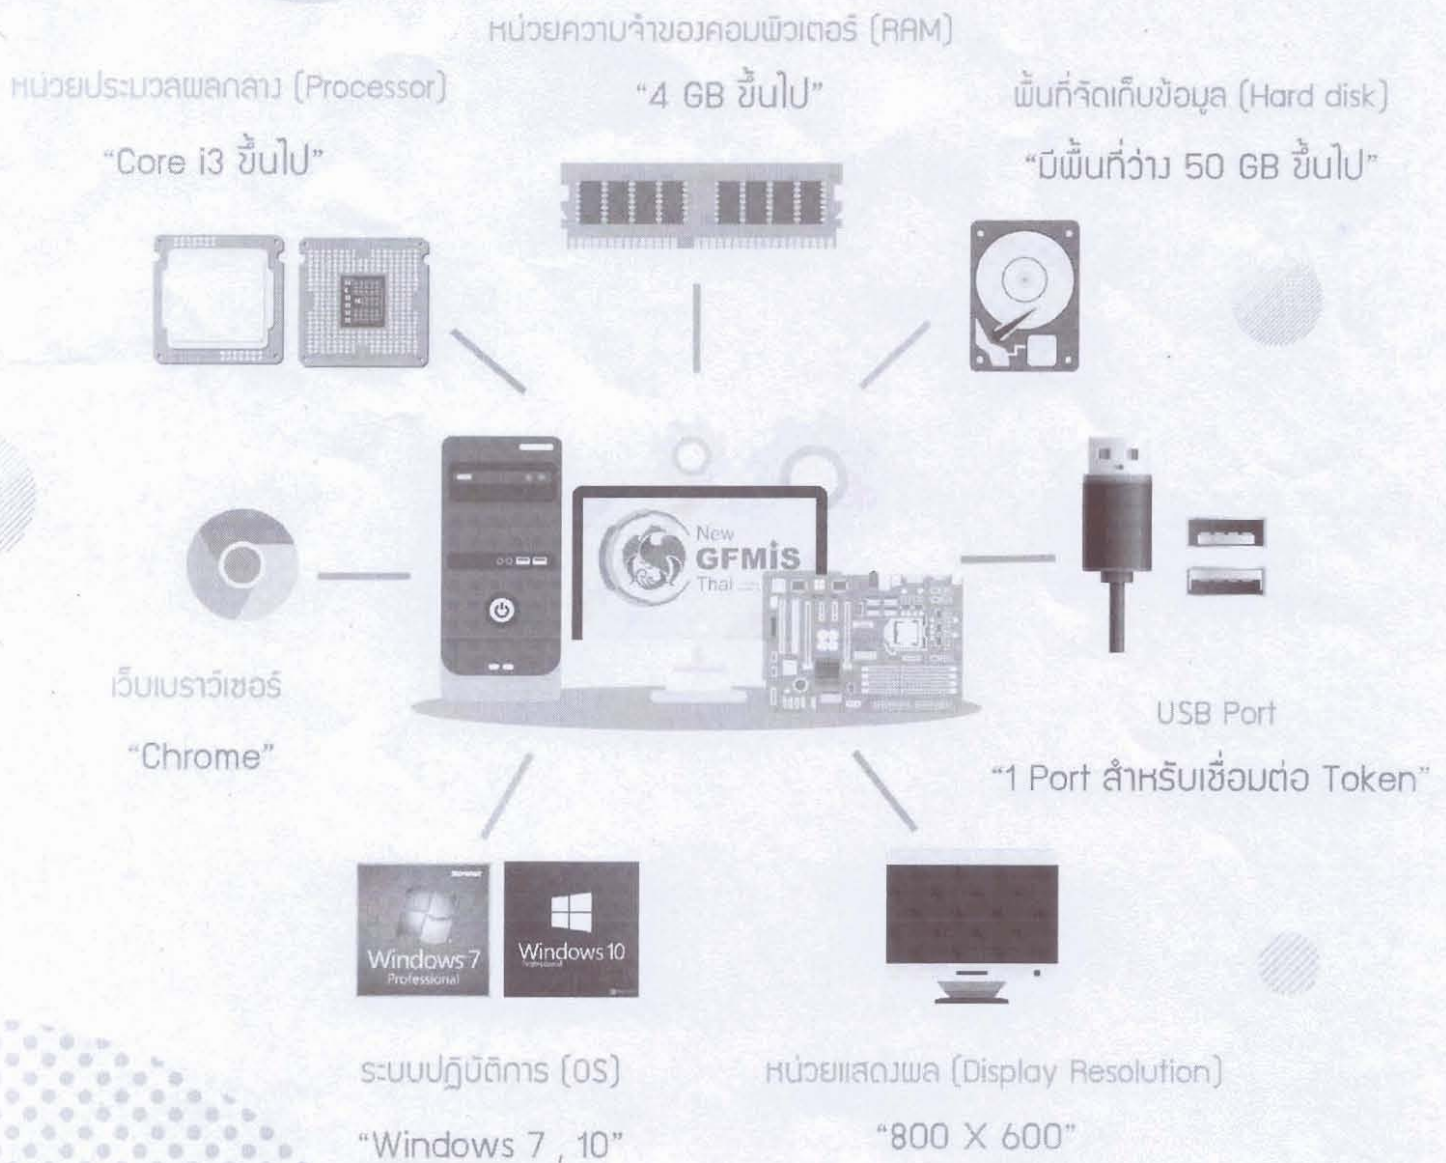 หน่วยความจำของคอมพิวเตอร์ (RAM)
“4 GB ขึ้นไป”
หน่วยประมวลผลกลาง (Processor)
“Core i3 ขึ้นไป”
พื้นที่จัดเก็บข้อมูล (Hard disk)
“มีพื้นที่ว่าง 50 GB ขึ้นไป”
New
GFMiS
Thai
เว็บเบราว์เซอร์
“Chrome”
USB Port
“1 Port สำหรับเชื่อมต่อ Token”
Windows 7
Professional
Windows 10
ระบบปฏิบัติการ (OS)
“Windows 7 , 10”
หน่วยแสดงผล (Display Resolution)
“800 X 600”